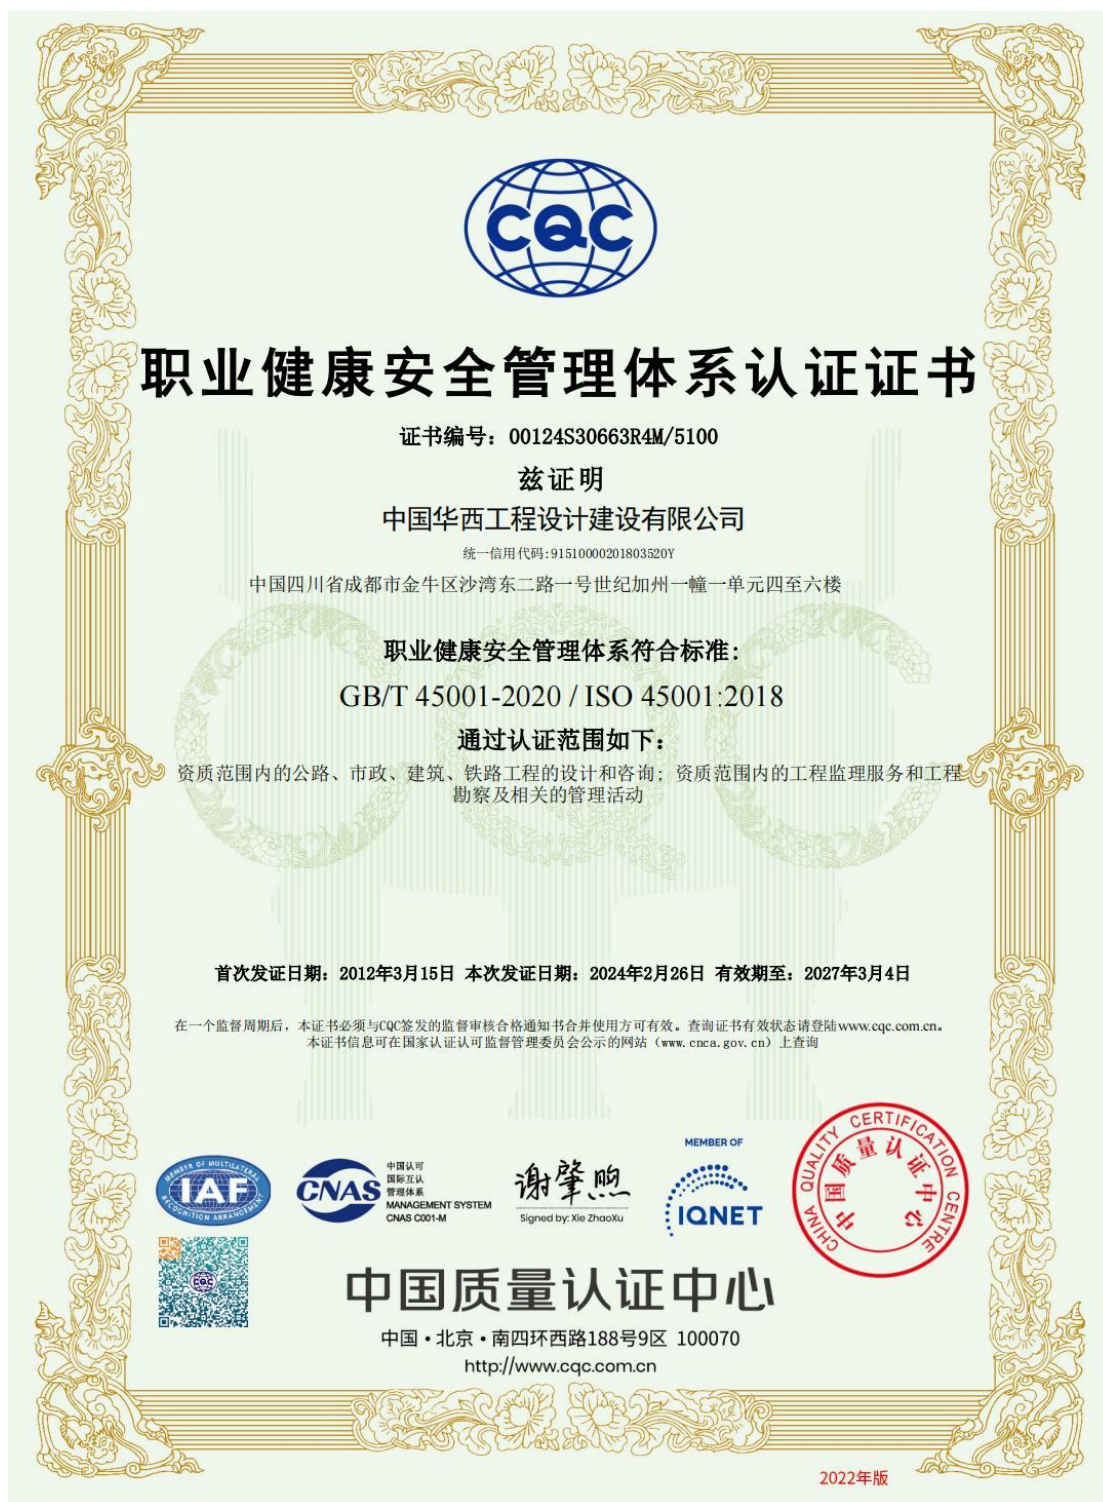 CQC
职业健康安全管理体系认证证书
证书编号：00124S30663R4M/5100
兹证明
中国华西工程设计建设有限公司
统一信用代码:91510000201803520Y
中国四川省成都市金牛区沙湾东二路一号世纪加州一幢一单元四至六楼
职业健康安全管理体系符合标准:
GB/T 45001-2020 / ISO 45001:2018
通过认证范围如下：
资质范围内的公路、市政、建筑、铁路工程的设计和咨询；资质范围内的工程监理服务和工程
勘察及相关的管理活动
首次发证日期：2012年3月15日 本次发证日期：2024年2月26日 有效期至：2027年3月4日
在一个监督周期后，本证书必须与CQC签发的监督审核合格通知书合并使用方可有效。查询证书有效状态请登陆www.cqc.com.cn。
本证书信息可在国家认证认可监督管理委员会公示的网站（www.cnca.gov.cn）上查询
MEMBER OF MULTILATERAL
IAF
RECOGNITION ARRANGEMENT
CNAS
中国认可
国际互认
管理体系
MANAGEMENT SYSTEM
CNAS C001-M
谢肇煦
Signed by: Xie ZhaoXu
MEMBER OF
IQNET
CHINA QUALITY CERTIFICATION CENTRE
中国质量认证中心
CQC
中国质量认证中心
中国·北京·南四环西路188号9区 100070
http://www.cqc.com.cn
2022年版